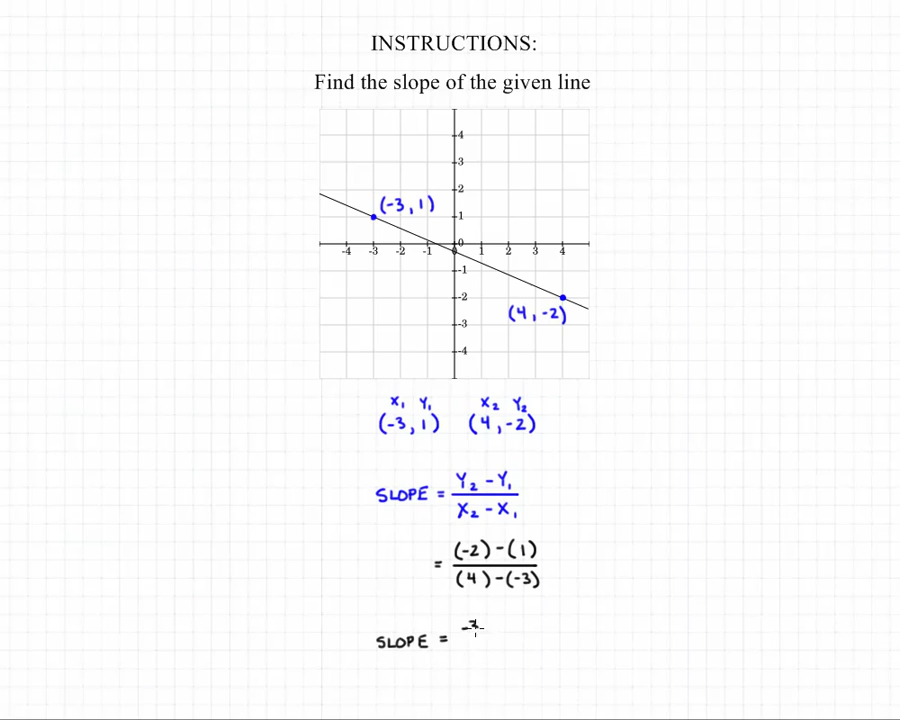 INSTRUCTIONS:
Find the slope of the given line
4
3
2
(-3, 1)
1
0
-4 -3 -2 -1 0 1 2 3 4
-1
-2
(4, -2)
-3
-4
X₁ Y₁ X₂ Y₂
(-3, 1) (4, -2)
SLOPE = Y₂ - Y₁
X₂ - X₁
= (-2) - (1)
(4) - (-3)
SLOPE =